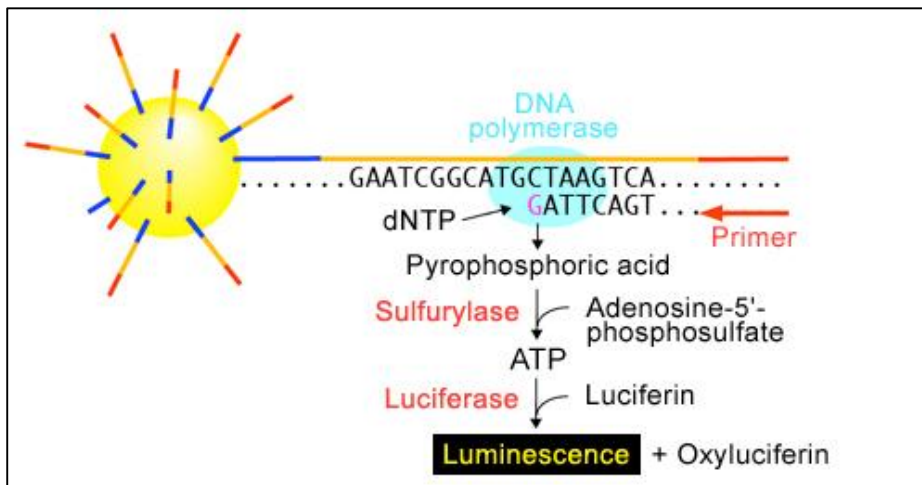 DNA
polymerase
. . . . . . .GAATCGGCATGCTAAGTCA. . . . . . . .
GATTCAGT. . .
dNTP
Primer
Pyrophosphoric acid
Sulfurylase
Adenosine-5'-
phosphosulfate
ATP
Luciferase
Luciferin
Luminescence + Oxyluciferin